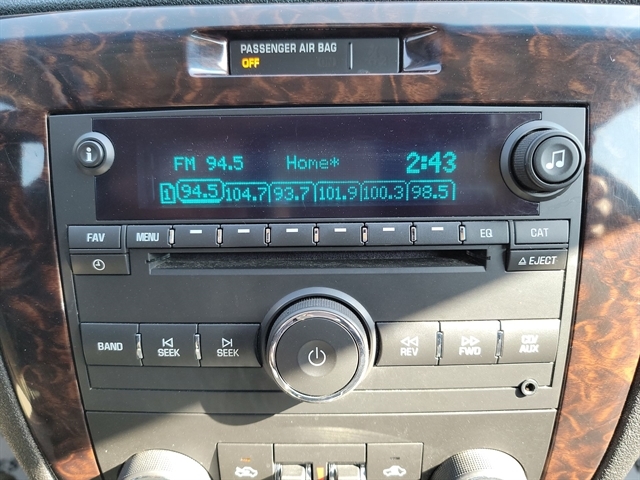 PASSENGER AIR BAG
OFF
i
FM 94.5 Home* 2:43
1 94.5 104.7 93.7 101.9 100.3 98.5
FAV MENU EQ CAT
EJECT
BAND SEEK SEEK REV FWD CD/
AUX